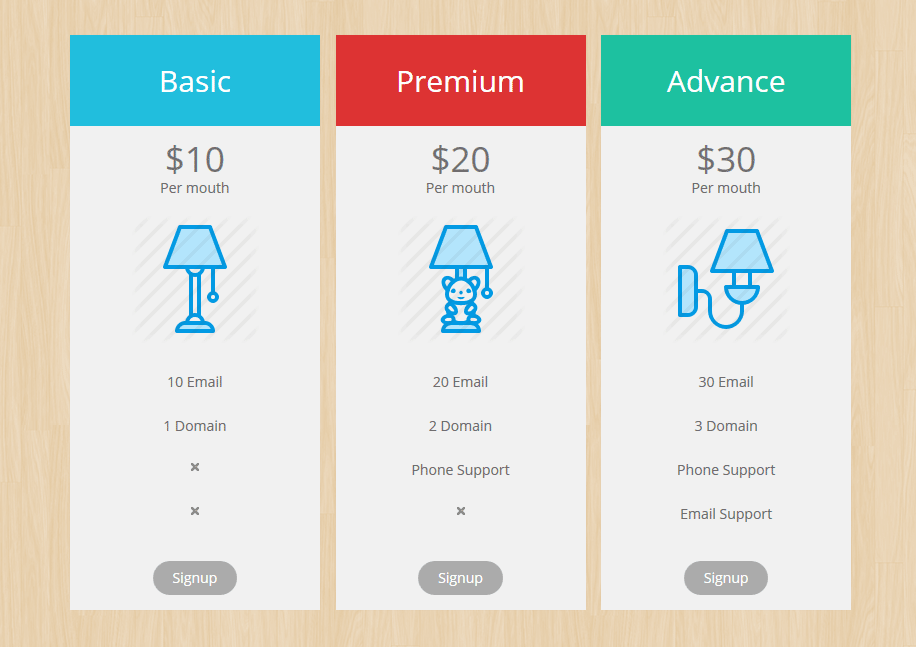 Basic
$10
Per mouth
10 Email
1 Domain
Signup
Premium
$20
Per mouth
20 Email
2 Domain
Phone Support
Signup
Advance
$30
Per mouth
30 Email
3 Domain
Phone Support
Email Support
Signup